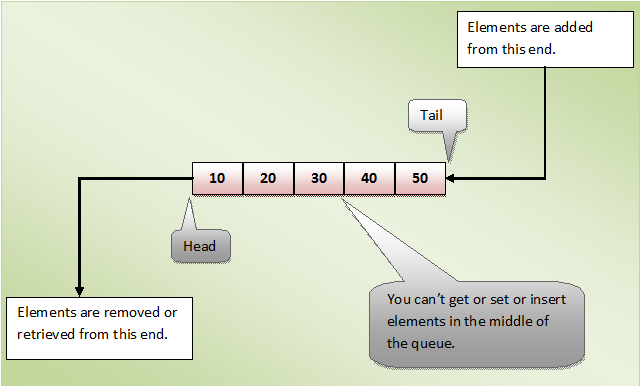 Elements are added
from this end.
Tail
10 20 30 40 50
Head
Elements are removed or
retrieved from this end.
You can't get or set or insert
elements in the middle of
the queue.